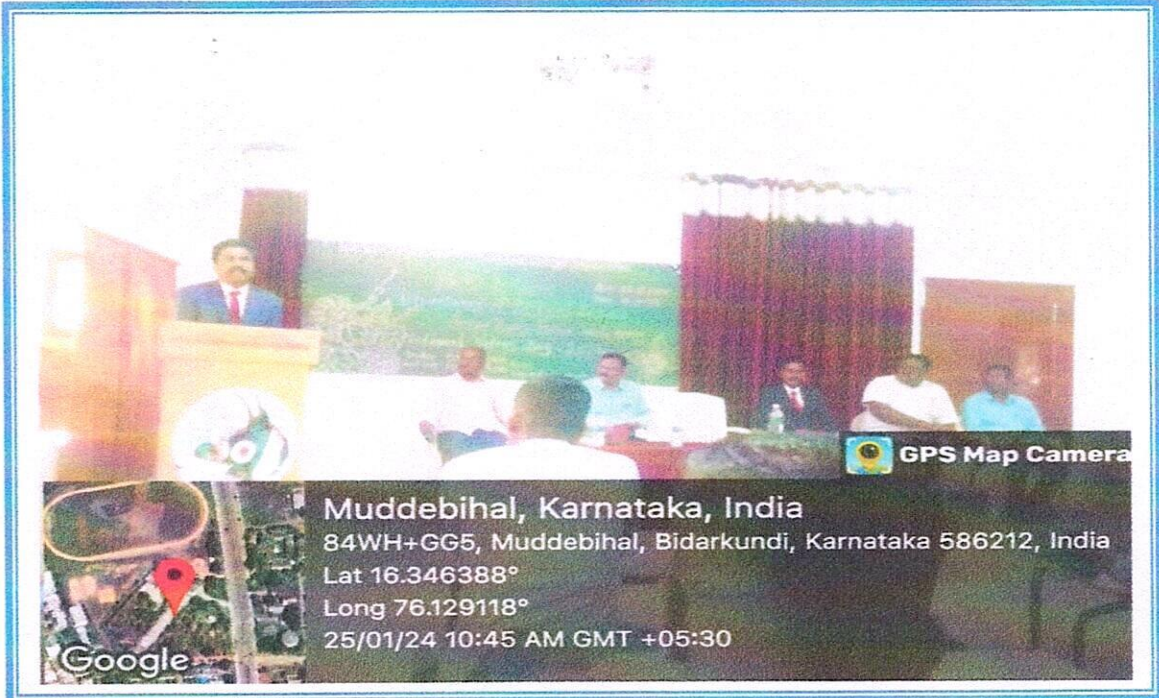 GPS Map Camera
Muddebihal, Karnataka, India
84WH+GG5, Muddebihal, Bidarkundi, Karnataka 586212, India
Lat 16.346388°
Long 76.129118°
25/01/24 10:45 AM GMT +05:30
Google